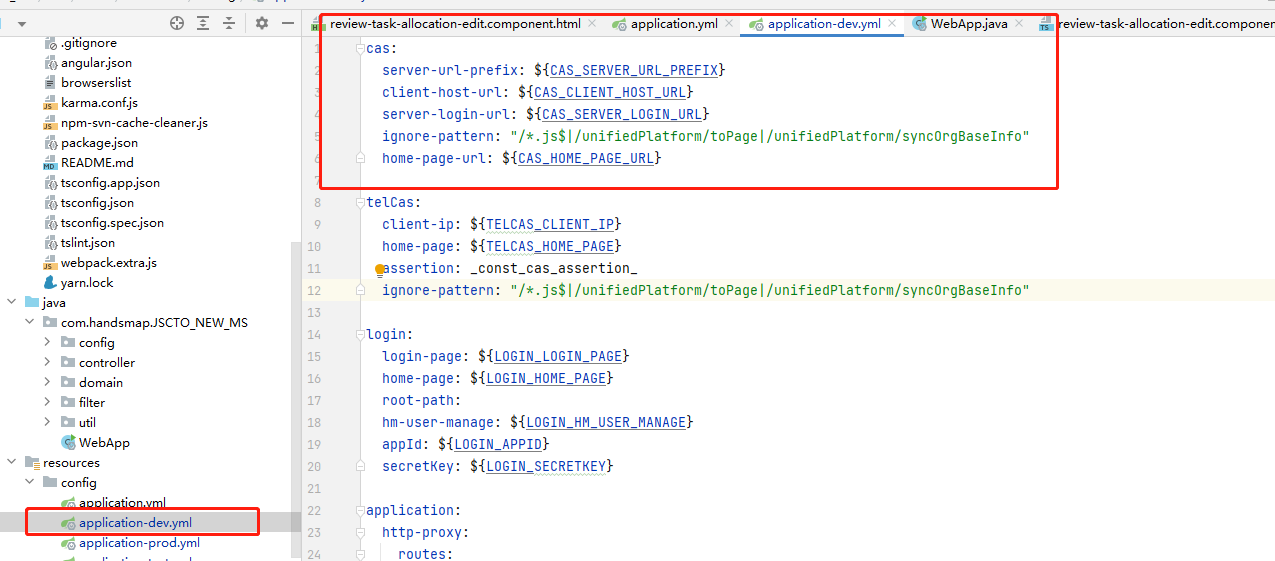 review-task-allocation-edit.component.html
application.yml
application-dev.yml
WebApp.java
review-task-allocation-edit.componen
.gitignore
angular.json
browserslist
karma.conf.js
npm-svn-cache-cleaner.js
package.json
README.md
tsconfig.app.json
tsconfig.json
tsconfig.spec.json
tslint.json
webpack.extra.js
yarn.lock
java
com.handsmap.JSCTO_NEW_MS
config
controller
domain
filter
util
WebApp
resources
config
application.yml
application-dev.yml
application-prod.yml
1 cas:
2 server-url-prefix: ${CAS_SERVER_URL_PREFIX}
3 client-host-url: ${CAS_CLIENT_HOST_URL}
4 server-login-url: ${CAS_SERVER_LOGIN_URL}
5 ignore-pattern: "/*.js$|/unifiedPlatform/toPage|/unifiedPlatform/syncOrgBaseInfo"
6 home-page-url: ${CAS_HOME_PAGE_URL}
7
8 telCas:
9 client-ip: ${TELCAS_CLIENT_IP}
10 home-page: ${TELCAS_HOME_PAGE}
11 assertion: _const_cas_assertion_
12 ignore-pattern: "/*.js$|/unifiedPlatform/toPage|/unifiedPlatform/syncOrgBaseInfo"
13
14 login:
15 login-page: ${LOGIN_LOGIN_PAGE}
16 home-page: ${LOGIN_HOME_PAGE}
17 root-path:
18 hm-user-manage: ${LOGIN_HM_USER_MANAGE}
19 appId: ${LOGIN_APPID}
20 secretKey: ${LOGIN_SECRETKEY}
21
22 application:
23 http-proxy:
24 routes: